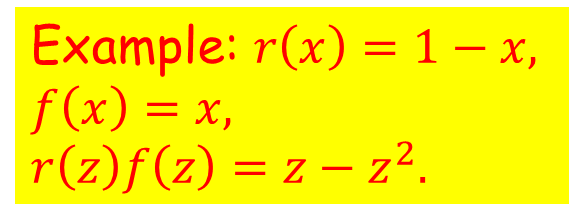 Example: 𝑟(𝑥) = 1 − 𝑥,
𝑓(𝑥) = 𝑥,
𝑟(𝑧)𝑓(𝑧) = 𝑧 − 𝑧².